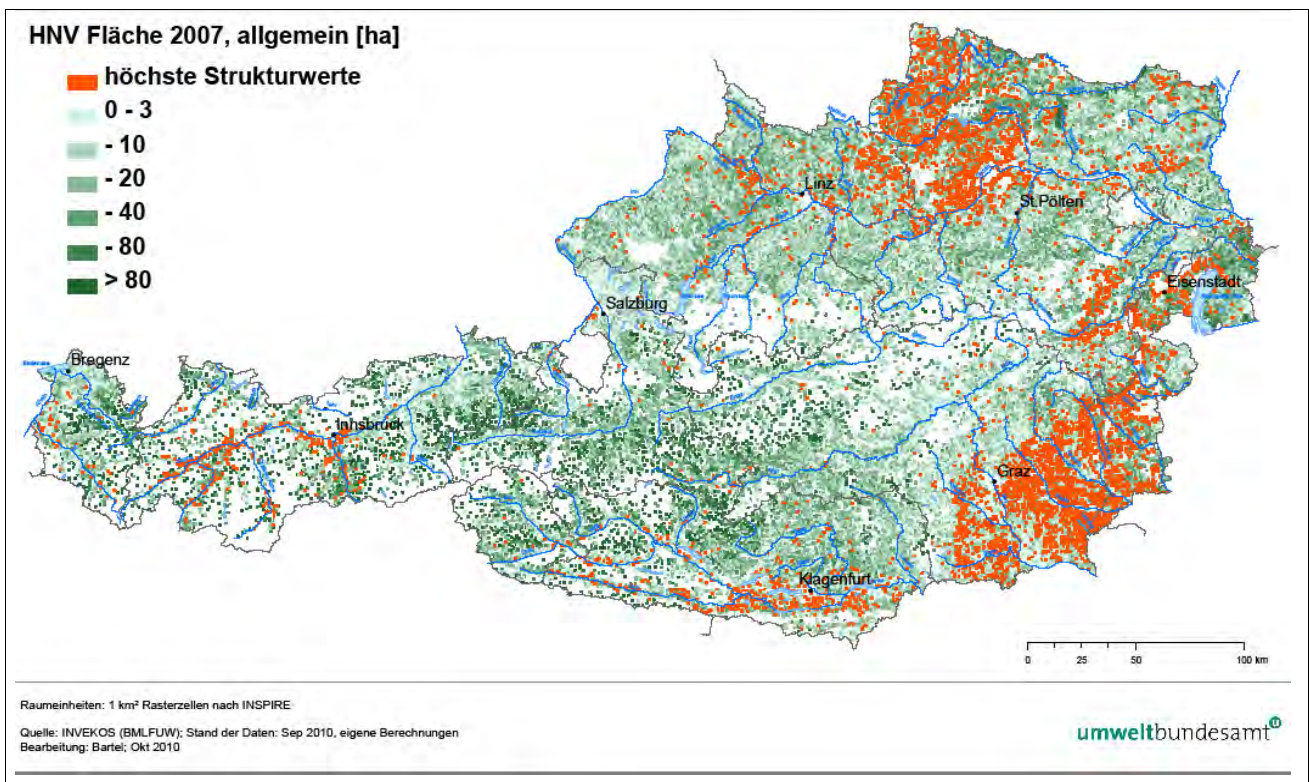 HNV Fläche 2007, allgemein [ha]
höchste Strukturwerte
0 - 3
- 10
- 20
- 40
- 80
> 80
Linz
St.Pölten
Eisenstadt
Salzburg
Bregenz
Innsbruck
Graz
Klagenfurt
0 25 50 100 km
Raumeinheiten: 1 km² Rasterzellen nach INSPIRE
Quelle: INVEKOS (BMLFUW); Stand der Daten: Sep 2010, eigene Berechnungen
Bearbeitung: Bartel; Okt 2010
umweltbundesamt